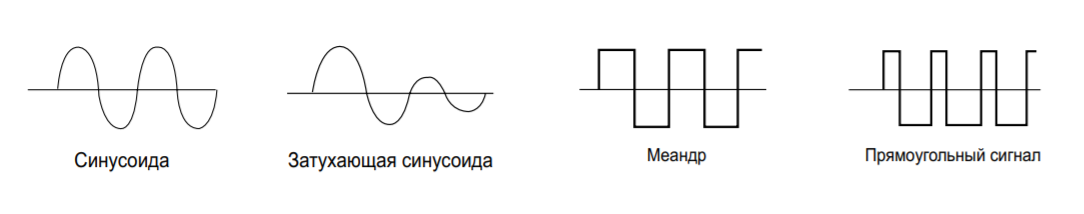 Синусоида
Затухающая синусоида
Меандр
Прямоугольный сигнал